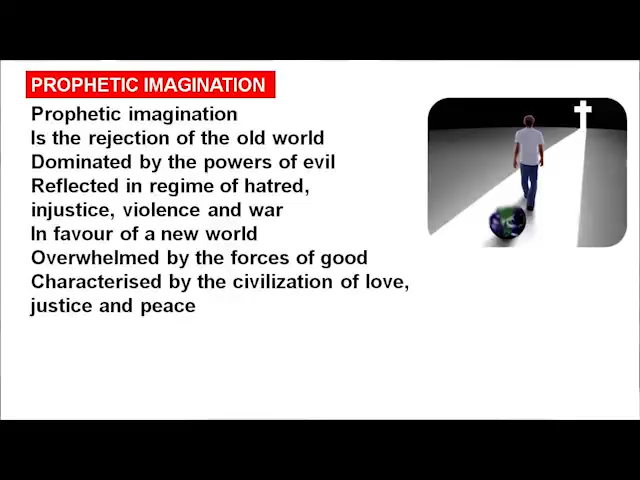 PROPHETIC IMAGINATION
Prophetic imagination
Is the rejection of the old world
Dominated by the powers of evil
Reflected in regime of hatred,
injustice, violence and war
In favour of a new world
Overwhelmed by the forces of good
Characterised by the civilization of love,
justice and peace